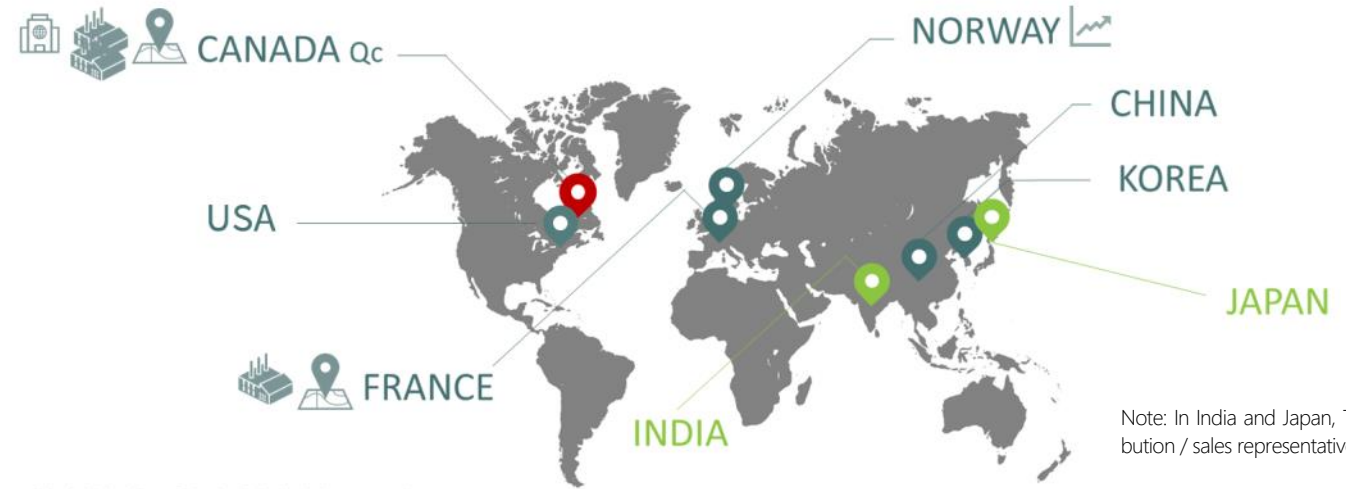 CANADA Qc
NORWAY
CHINA
KOREA
USA
JAPAN
FRANCE
INDIA
Note: In India and Japan,
bution / sales representativ